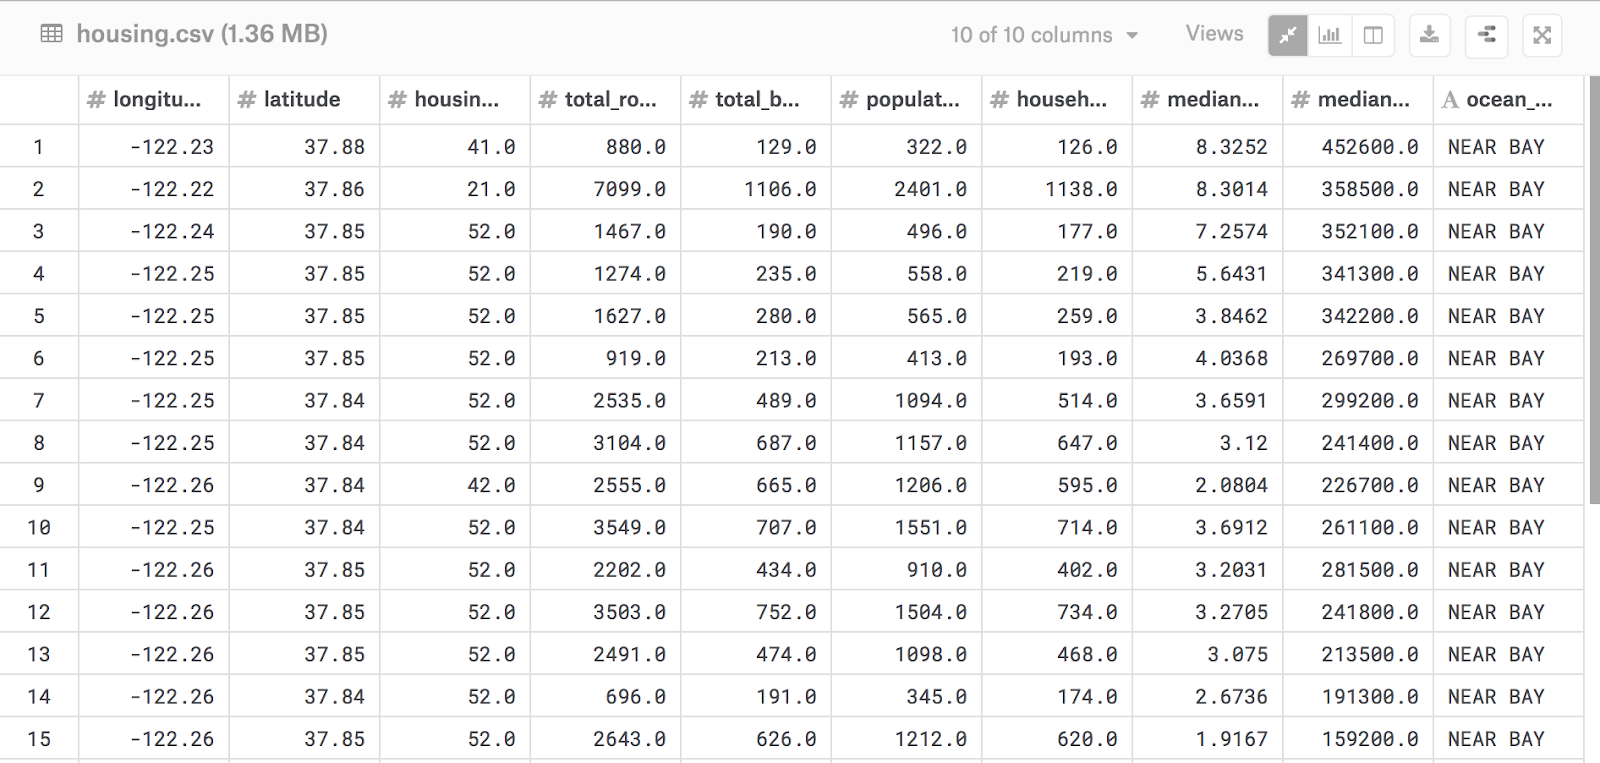 housing.csv (1.36 MB) 10 of 10 columns Views
# longitu... # latitude # housin... # total_ro... # total_b... # populat... # househ... # median... # median... A ocean_...
1 -122.23 37.88 41.0 880.0 129.0 322.0 126.0 8.3252 452600.0 NEAR BAY
2 -122.22 37.86 21.0 7099.0 1106.0 2401.0 1138.0 8.3014 358500.0 NEAR BAY
3 -122.24 37.85 52.0 1467.0 190.0 496.0 177.0 7.2574 352100.0 NEAR BAY
4 -122.25 37.85 52.0 1274.0 235.0 558.0 219.0 5.6431 341300.0 NEAR BAY
5 -122.25 37.85 52.0 1627.0 280.0 565.0 259.0 3.8462 342200.0 NEAR BAY
6 -122.25 37.85 52.0 919.0 213.0 413.0 193.0 4.0368 269700.0 NEAR BAY
7 -122.25 37.84 52.0 2535.0 489.0 1094.0 514.0 3.6591 299200.0 NEAR BAY
8 -122.25 37.84 52.0 3104.0 687.0 1157.0 647.0 3.12 241400.0 NEAR BAY
9 -122.26 37.84 42.0 2555.0 665.0 1206.0 595.0 2.0804 226700.0 NEAR BAY
10 -122.25 37.84 52.0 3549.0 707.0 1551.0 714.0 3.6912 261100.0 NEAR BAY
11 -122.26 37.85 52.0 2202.0 434.0 910.0 402.0 3.2031 281500.0 NEAR BAY
12 -122.26 37.85 52.0 3503.0 752.0 1504.0 734.0 3.2705 241800.0 NEAR BAY
13 -122.26 37.85 52.0 2491.0 474.0 1098.0 468.0 3.075 213500.0 NEAR BAY
14 -122.26 37.84 52.0 696.0 191.0 345.0 174.0 2.6736 191300.0 NEAR BAY
15 -122.26 37.85 52.0 2643.0 626.0 1212.0 620.0 1.9167 159200.0 NEAR BAY